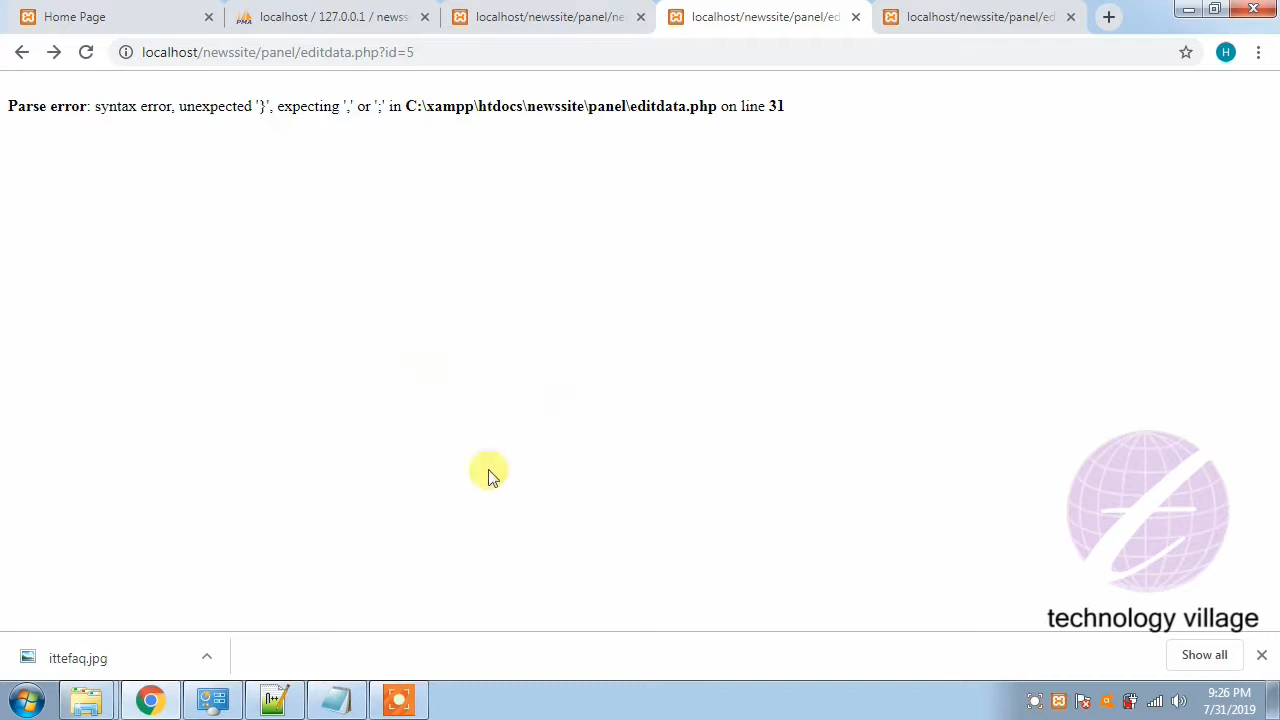 Home Page
localhost / 127.0.0.1 / newss
localhost/newssite/panel/ne
localhost/newssite/panel/ed
localhost/newssite/panel/ed
localhost/newssite/panel/editdata.php?id=5
H
Parse error: syntax error, unexpected '}', expecting ',' or ';' in C:\xampp\htdocs\newssite\panel\editdata.php on line 31
technology village
ittefaq.jpg
Show all
9:26 PM
7/31/2019